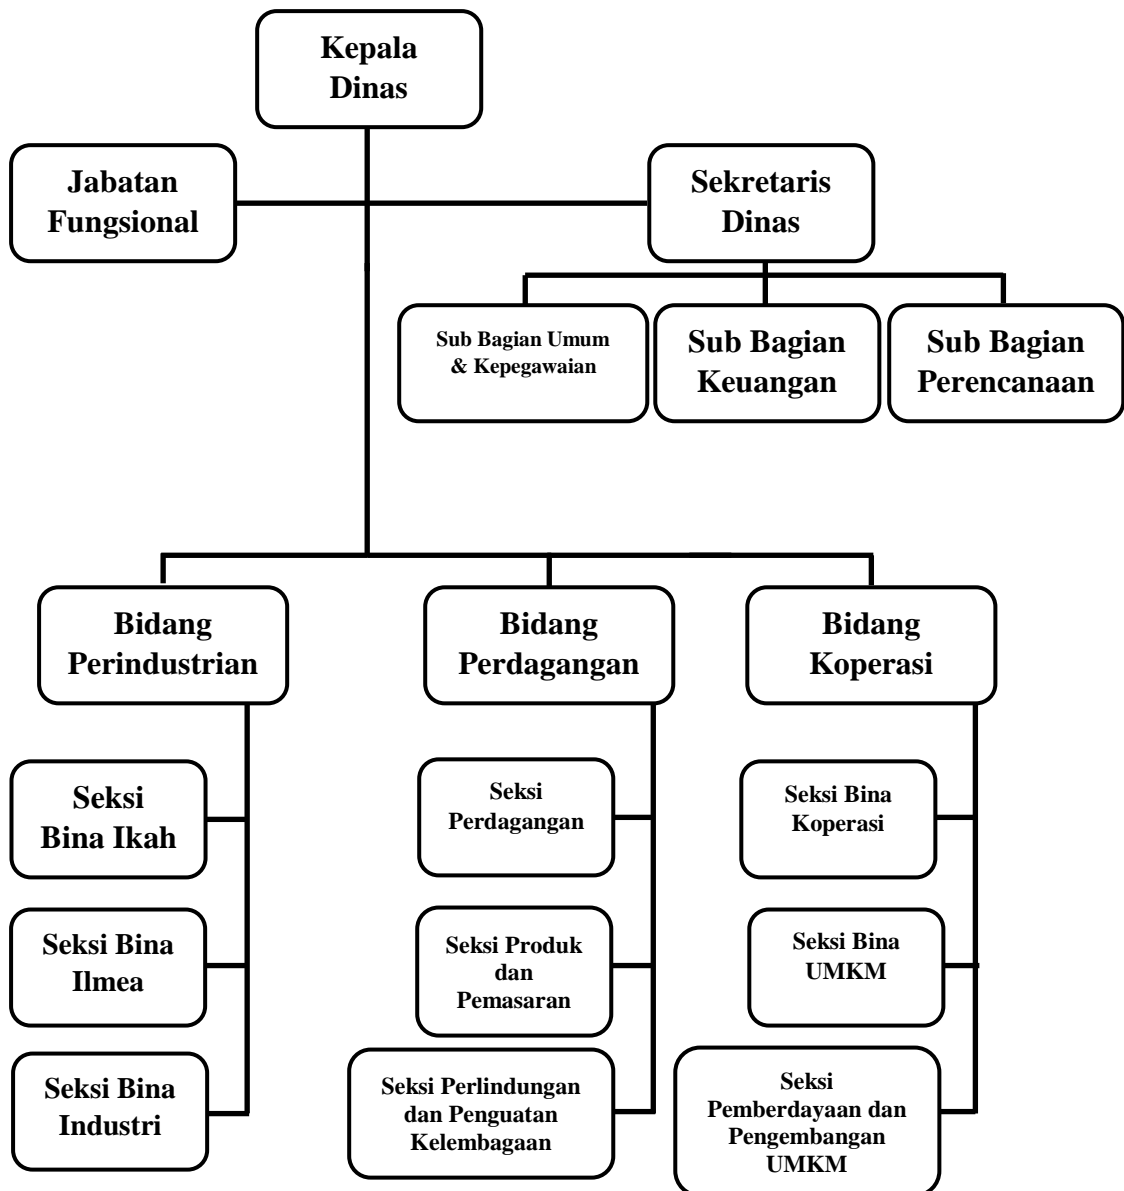 Kepala
Dinas
Jabatan
Fungsional
Sekretaris
Dinas
Sub Bagian Umum
& Kepegawaian
Sub Bagian
Keuangan
Sub Bagian
Perencanaan
Bidang
Perindustrian
Bidang
Perdagangan
Bidang
Koperasi
Seksi
Bina Ikah
Seksi
Perdagangan
Seksi Bina
Koperasi
Seksi Bina
Ilmea
Seksi Produk
dan
Pemasaran
Seksi Bina
UMKM
Seksi Bina
Industri
Seksi Perlindungan
dan Penguatan
Kelembagaan
Seksi
Pemberdayaan dan
Pengembangan
UMKM